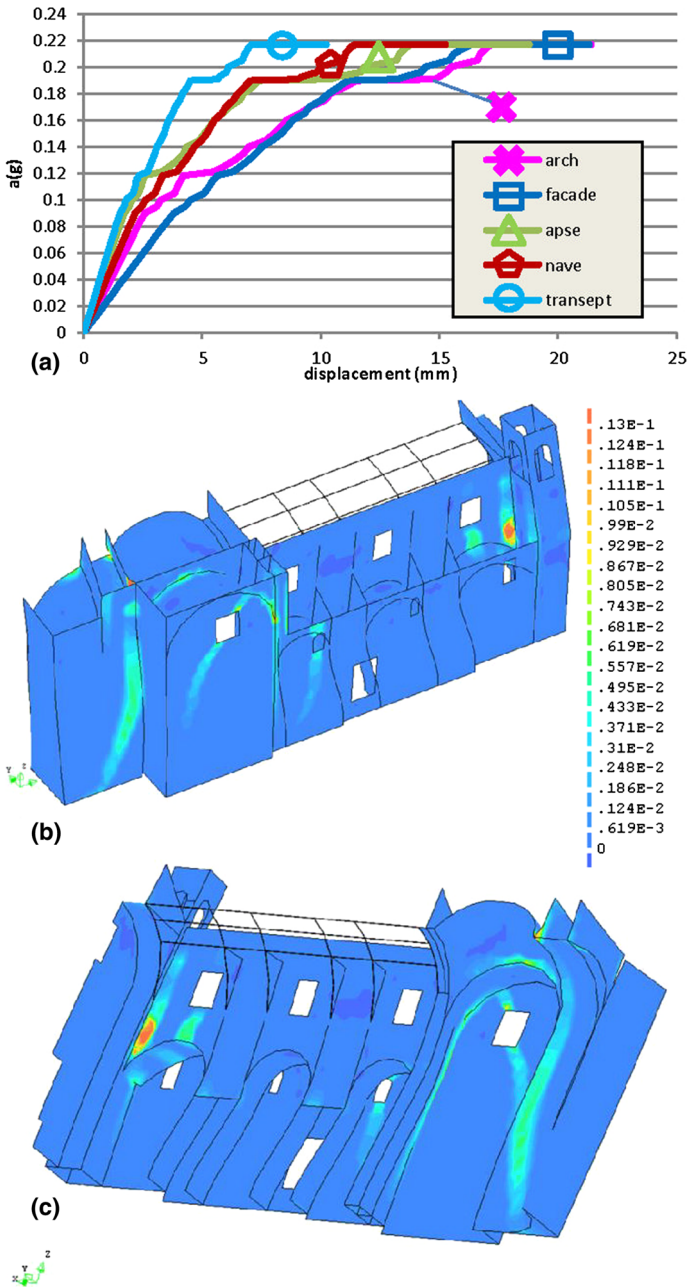 0.24
0.22
0.2
0.18
0.16
0.14
0.12
0.1
0.08
0.06
0.04
0.02
0
a(g)
arch
facade
apse
nave
transept
0 5 10 15 20 25
displacement (mm)
(a)
.13E-1
.124E-1
.118E-1
.111E-1
.105E-1
.99E-2
.929E-2
.867E-2
.805E-2
.743E-2
.681E-2
.619E-2
.557E-2
.495E-2
.433E-2
.371E-2
.31E-2
.248E-2
.186E-2
.124E-2
.619E-3
0
Y Z
(b)
(c)
X Y Z